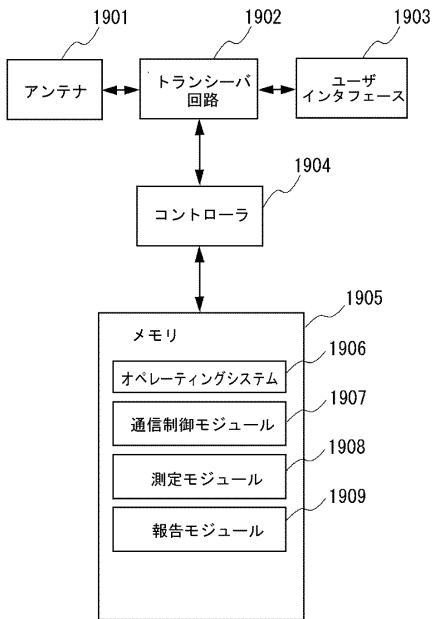 1901
1902
1903
アンテナ
トランシーバ
回路
ユーザ
インタフェース
1904
コントローラ
1905
メモリ
1906
オペレーティングシステム
1907
通信制御モジュール
1908
測定モジュール
1909
報告モジュール